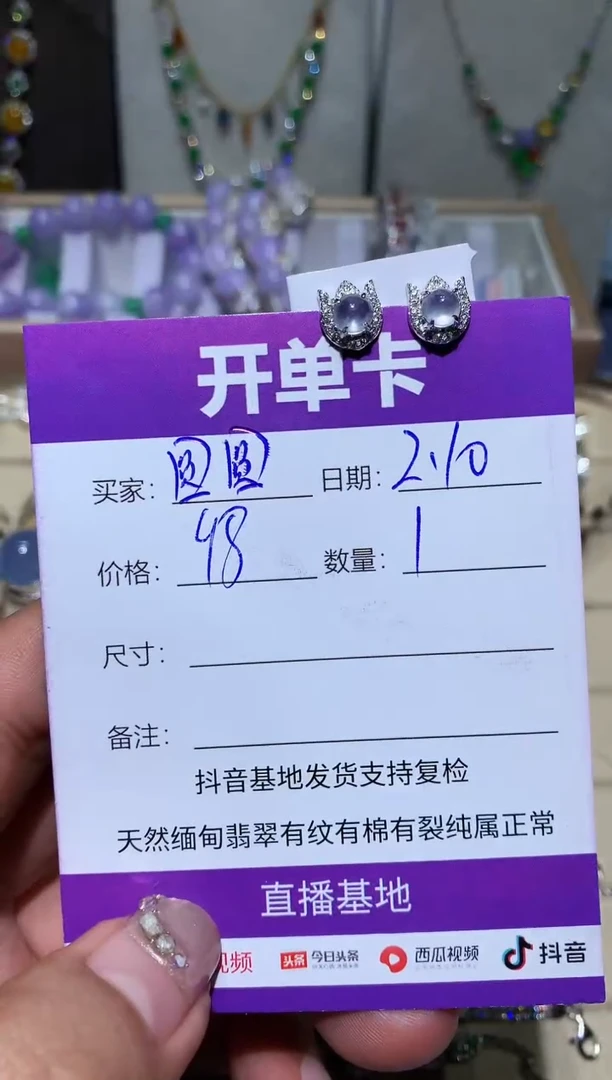 开单卡
买家：圆圆 日期：2.10
价格：48 数量：1
尺寸：
备注：
抖音基地发货支持复检
天然缅甸翡翠有纹有棉有裂纯属正常
直播基地
视频 头条 今日头条 西瓜视频 抖音